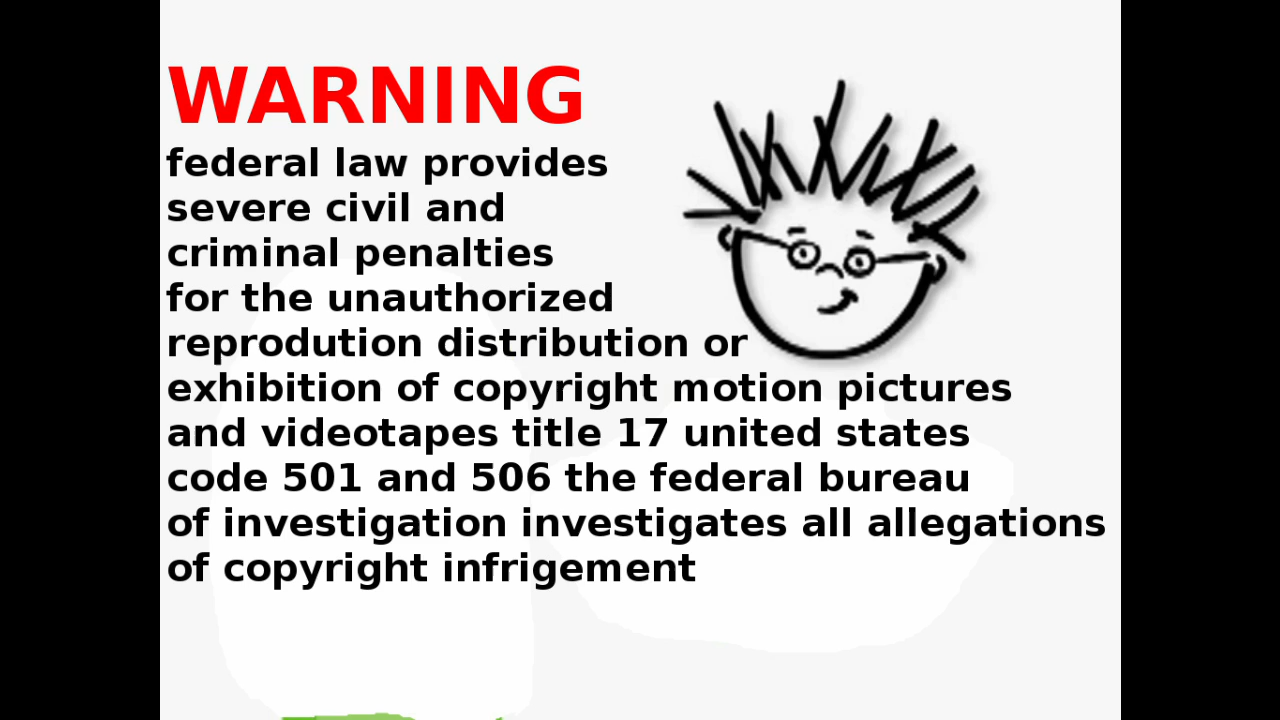 WARNING
federal law provides
severe civil and
criminal penalties
for the unauthorized
reprodution distribution or
exhibition of copyright motion pictures
and videotapes title 17 united states
code 501 and 506 the federal bureau
of investigation investigates all allegations
of copyright infrigement